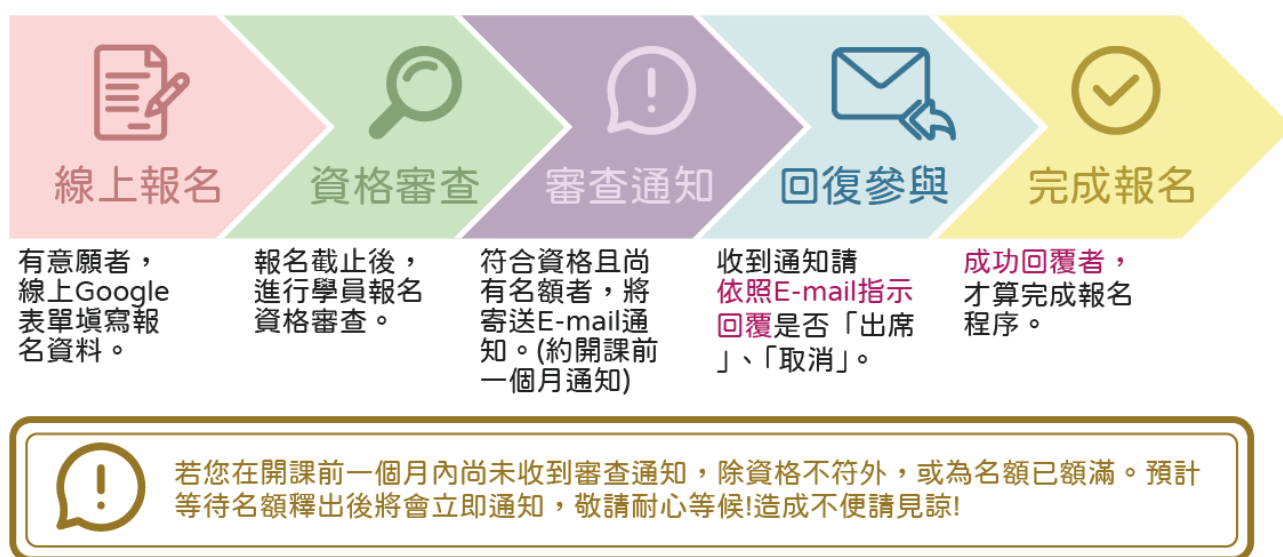 線上報名
資格審查
審查通知
回復參與
完成報名
有意願者，
線上Google
表單填寫報
名資料。
報名截止後，
進行學員報名
資格審查。
符合資格且尚
有名額者，將
寄送E-mail通
知。(約開課前
一個月通知)
收到通知請
依照E-mail指示
回覆是否「出席
」、「取消」。
成功回覆者，
才算完成報名
程序。
若您在開課前一個月內尚未收到審查通知，除資格不符外，或為名額已額滿。預計
等待名額釋出後將會立即通知，敬請耐心等候!造成不便請見諒!